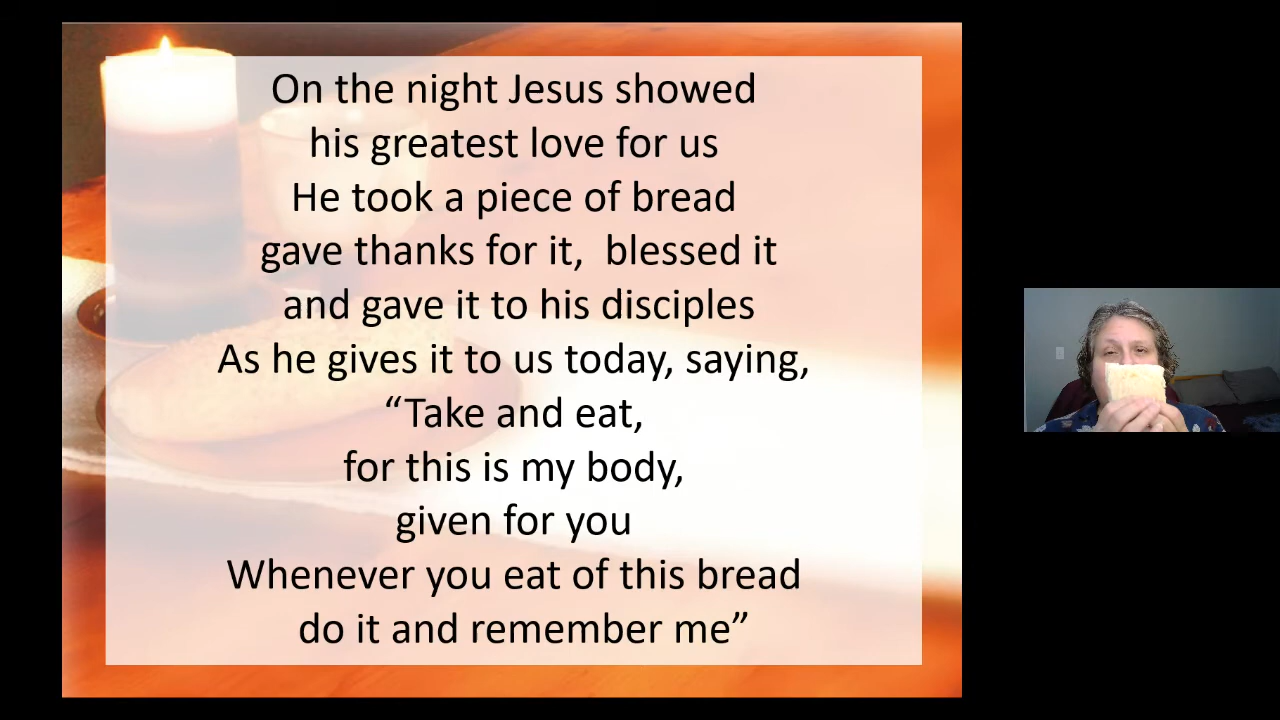 On the night Jesus showed
his greatest love for us
He took a piece of bread
gave thanks for it,  blessed it
and gave it to his disciples
As he gives it to us today, saying,
“Take and eat,
for this is my body,
given for you
Whenever you eat of this bread
do it and remember me”